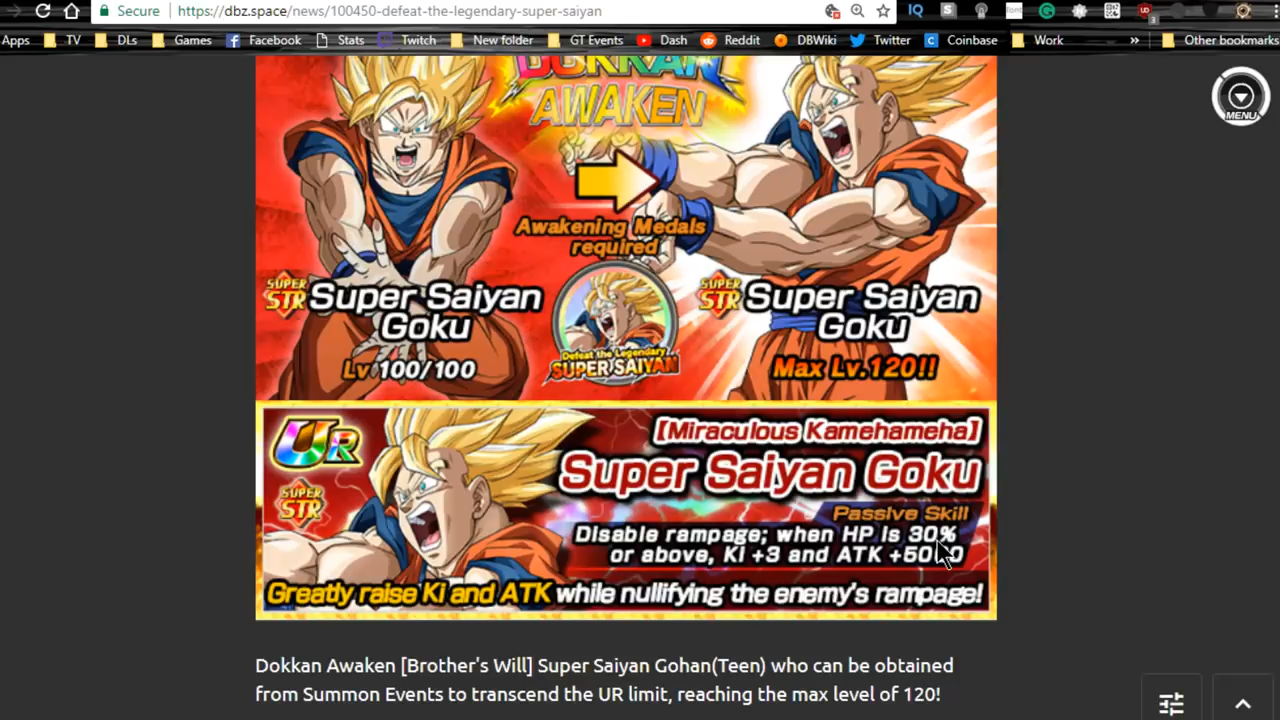 Secure https://dbz.space/news/100450-defeat-the-legendary-super-saiyan
Apps TV DLs Games Facebook Stats Twitch New folder GT Events Dash Reddit DBWiki Twitter Coinbase Work » Other bookmarks
MENU
DOKKAN
AWAKEN
Awakening Medals
required
SUPER STR Super Saiyan
Goku
Lv.100/100
Defeat the Legendary
SUPER SAIYAN
SUPER STR Super Saiyan
Goku
Max Lv.120!!
UR
SUPER STR
[Miraculous Kamehameha]
Super Saiyan Goku
Passive Skill
Disable rampage; when HP is 30%
or above, Ki +3 and ATK
Greatly raise Ki and ATK while nullifying the enemy's rampage!
Dokkan Awaken [Brother's Will] Super Saiyan Gohan(Teen) who can be obtained
from Summon Events to transcend the UR limit, reaching the max level of 120!